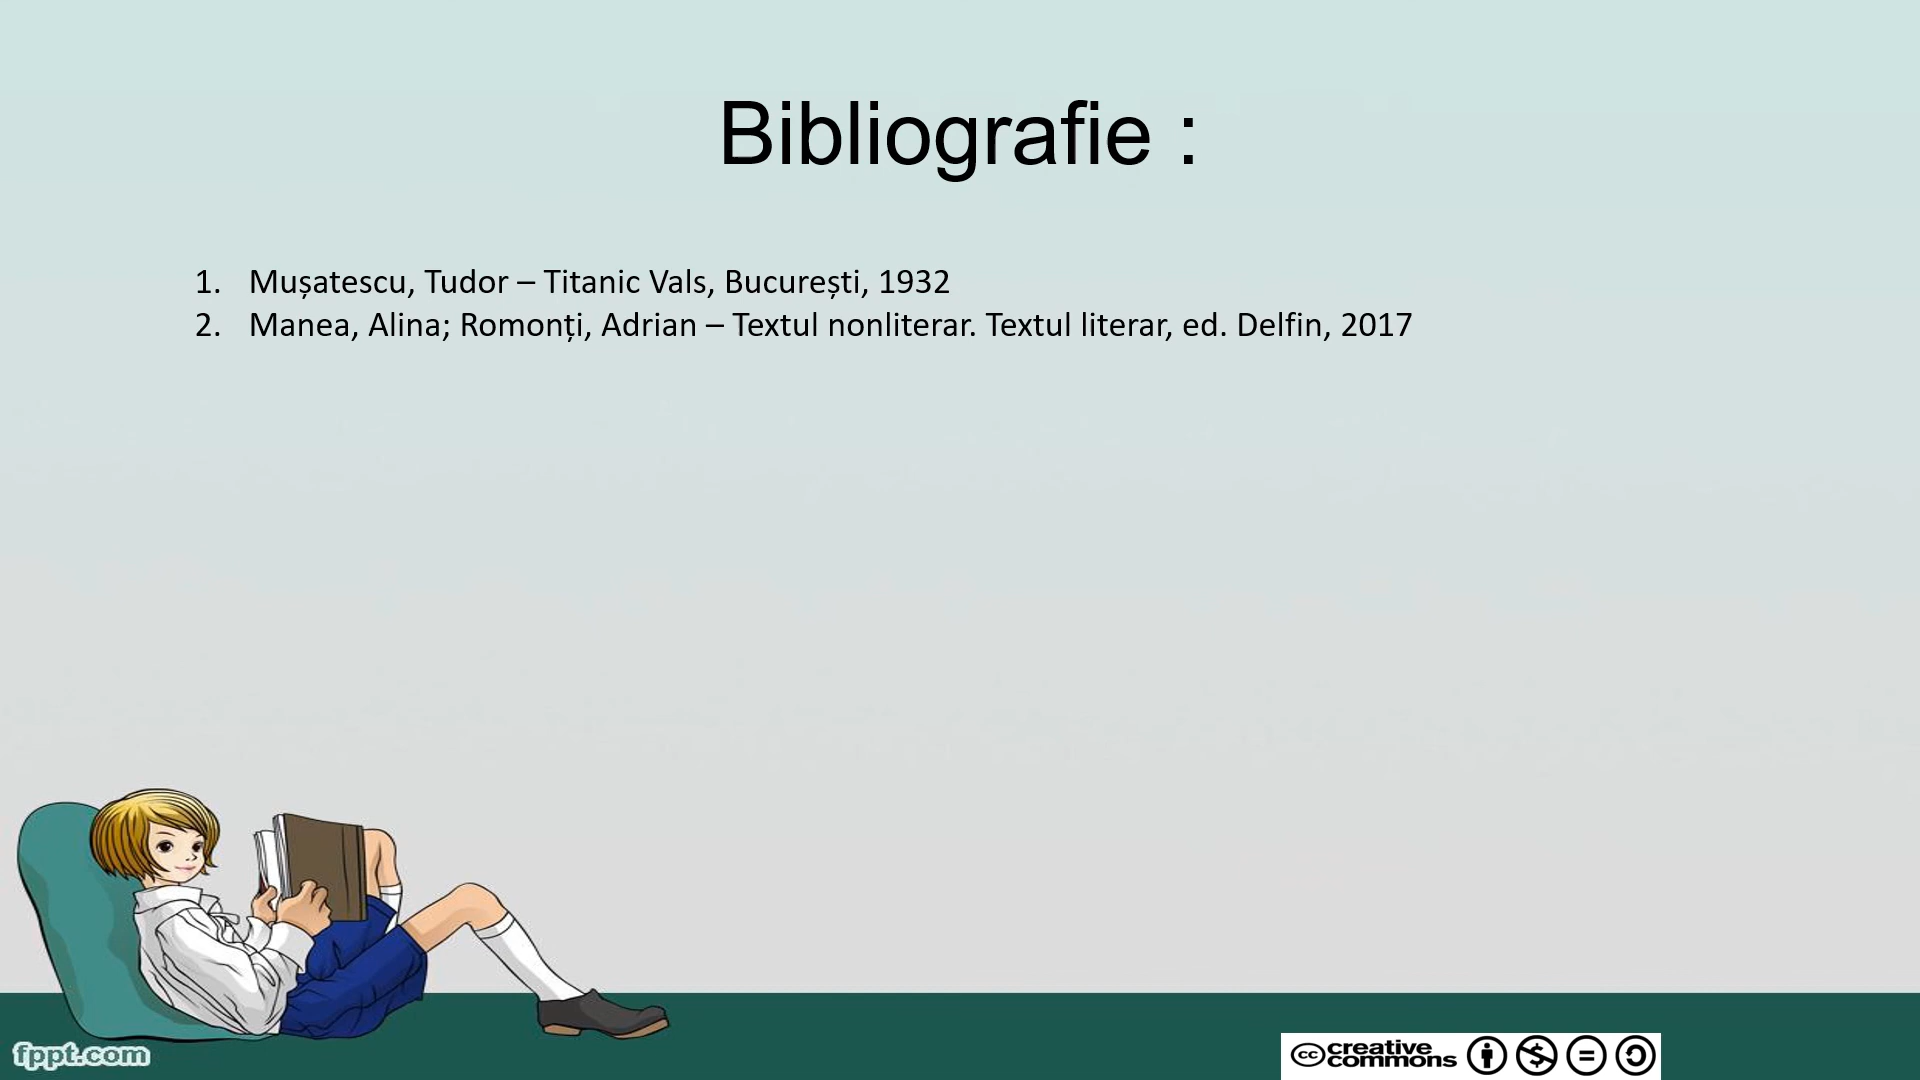 Bibliografie :
1. Mușatescu, Tudor – Titanic Vals, București, 1932
2. Manea, Alina; Romonți, Adrian – Textul nonliterar. Textul literar, ed. Delfin, 2017
fppt.com
cc creative commons